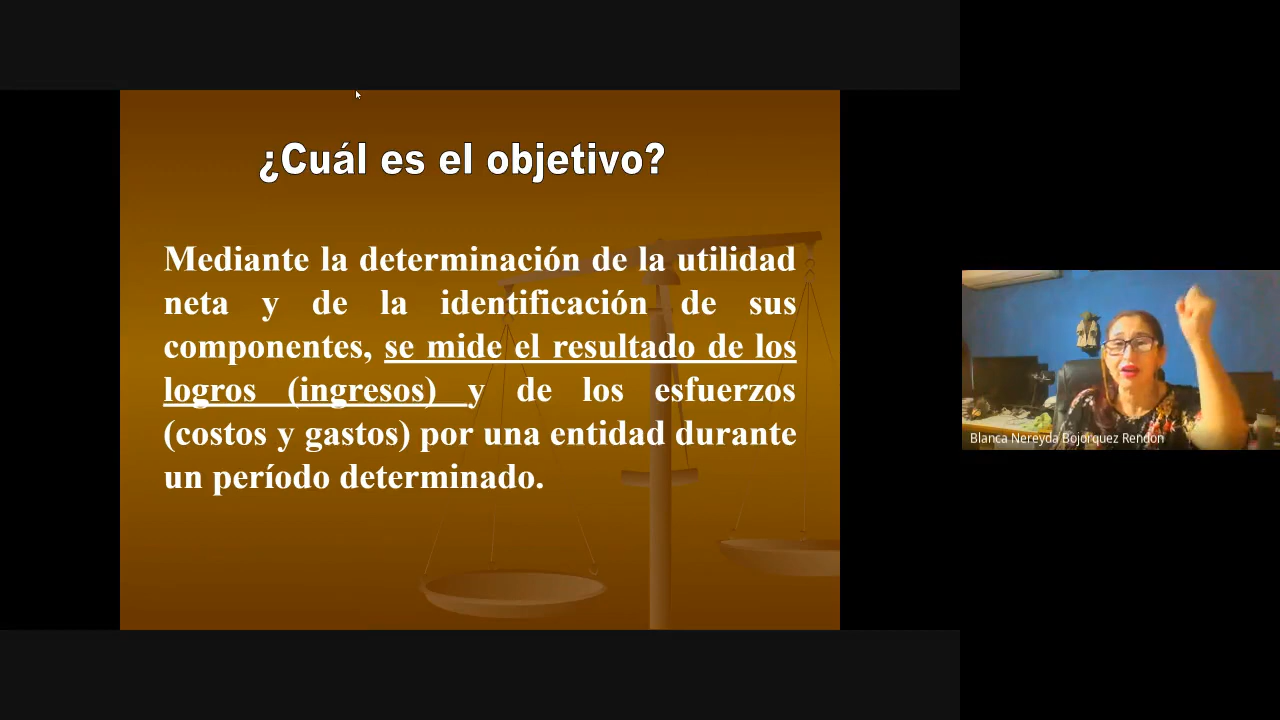 ¿Cuál es el objetivo?
Mediante la determinación de la utilidad
neta y de la identificación de sus
componentes, se mide el resultado de los
logros (ingresos) y de los esfuerzos
(costos y gastos) por una entidad durante
un período determinado.
Blanca Nereyda Bojorquez Rendon